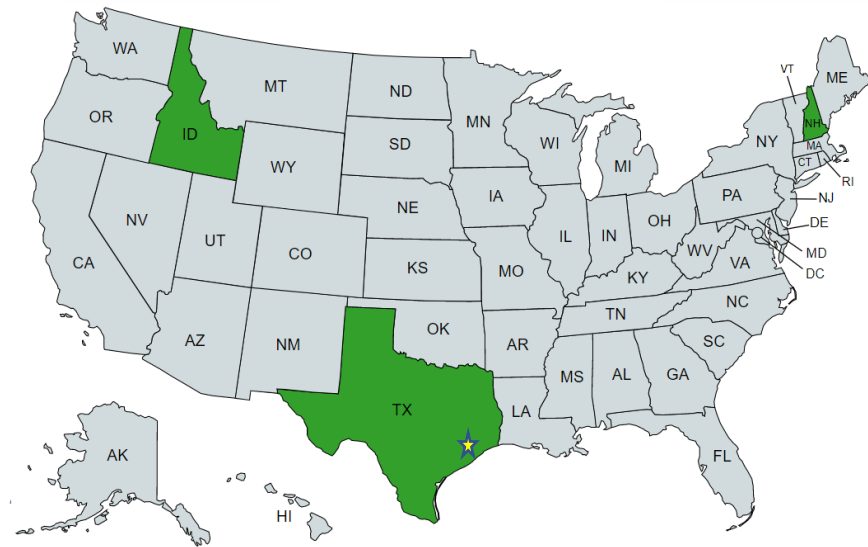 WA
MT
ND
MN
VT
ME
OR
ID
SD
WI
MI
NY
NH
MA
CT
RI
WY
NE
IA
PA
NJ
NV
UT
CO
KS
IL
IN
OH
WV
DE
MD
DC
CA
MO
KY
VA
AZ
NM
OK
AR
TN
NC
SC
TX
LA
MS
AL
GA
FL
AK
HI